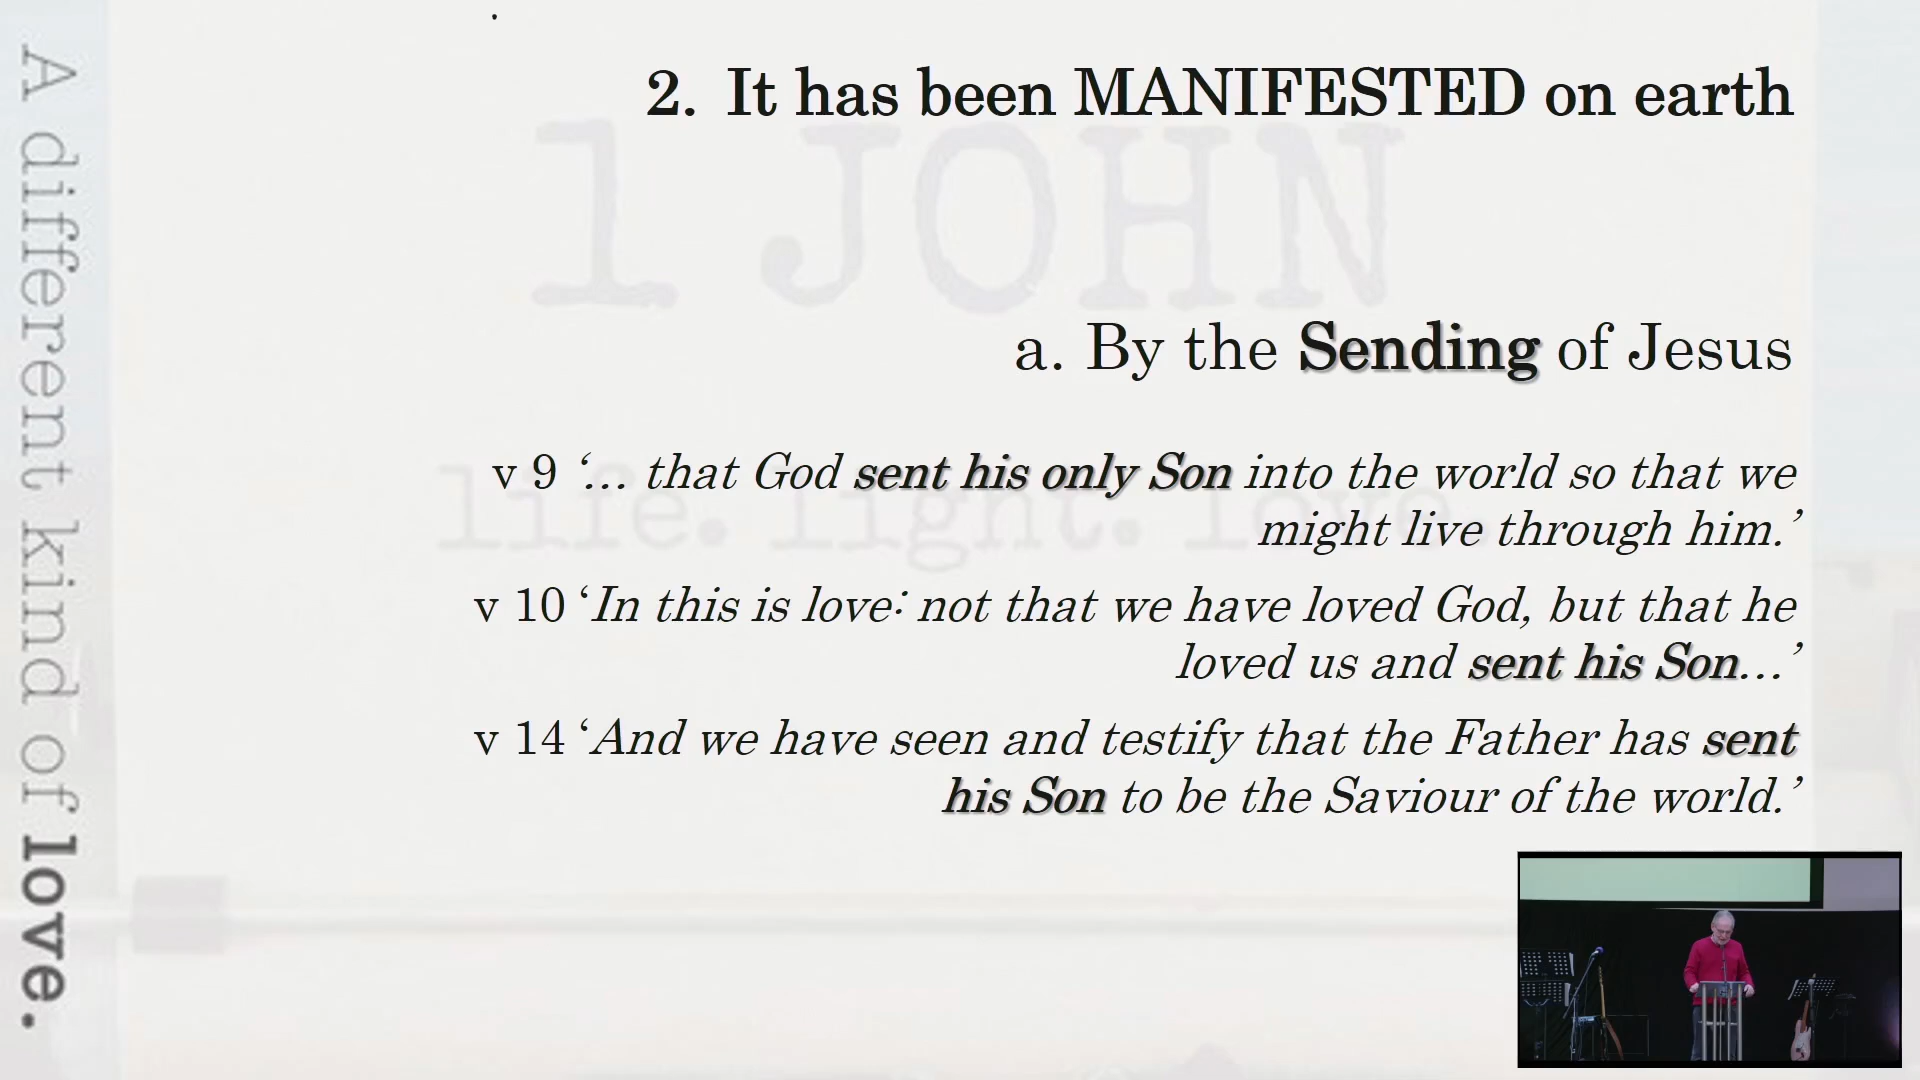 A different kind of love.
2. It has been MANIFESTED on earth
1 JOHN
life. light. love.
a. By the Sending of Jesus
v 9 ‘… that God sent his only Son into the world so that we
might live through him.’
v 10 ‘In this is love: not that we have loved God, but that he
loved us and sent his Son…’
v 14 ‘And we have seen and testify that the Father has sent
his Son to be the Saviour of the world.’